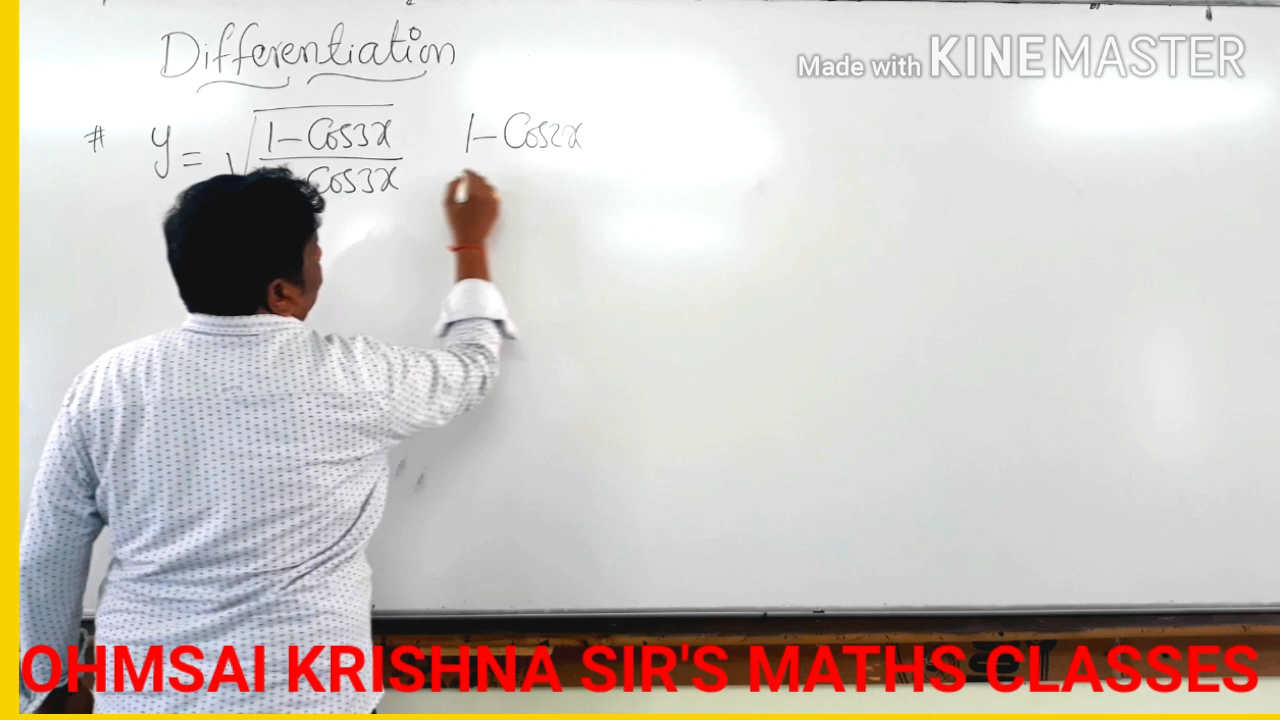 Differentiation
Made with KINEMASTER
# y = √ 1-Cos3x 1-Cos2x
Cos3x
OHMSAI KRISHNA SIR'S MATHS CLASSES